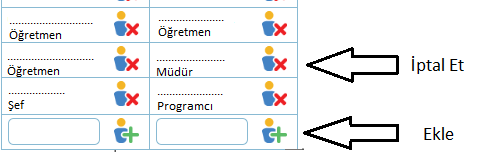 ........................ ........................
Öğretmen Öğretmen
........................ ........................
Öğretmen Müdür
İptal Et
................. ....................
Şef Programcı
Ekle